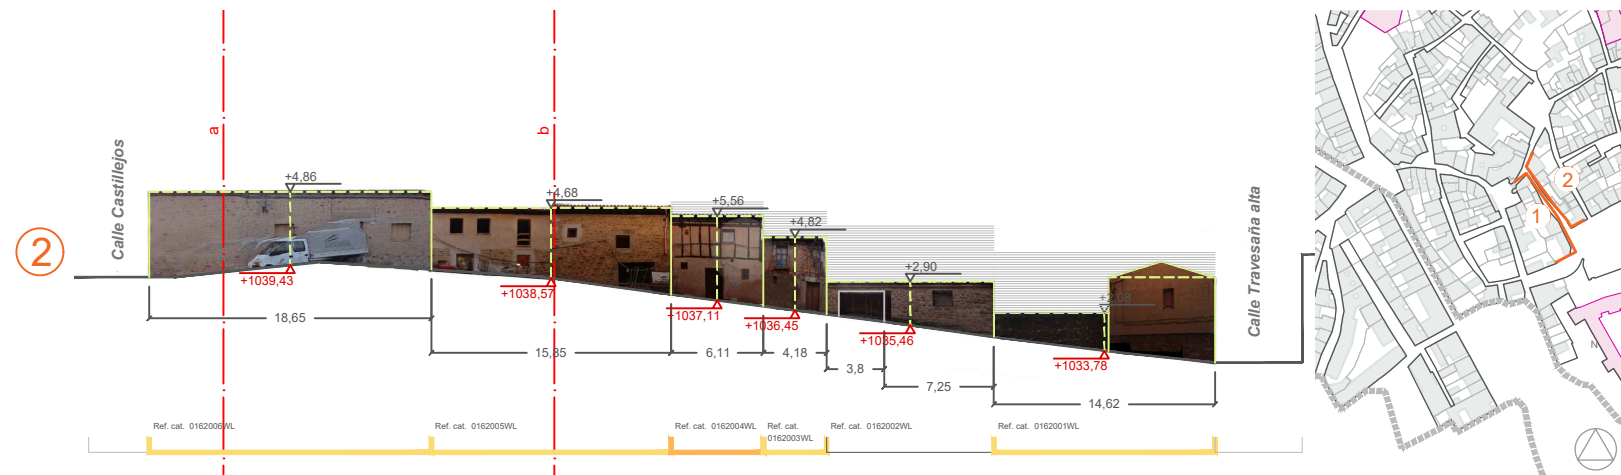 2
Calle Castillejos
a
b
+4,86
+4,68
+5,56
+4,82
+2,90
+2,08
Calle Travesaña alta
+1039,43
+1038,57
+1037,11
+1036,45
+1035,46
+1033,78
18,65
15,85
6,11
4,18
3,8
7,25
14,62
Ref. cat. 0162006WL
Ref. cat. 0162005WL
Ref. cat. 0162004WL
Ref. cat.
0162003WL
Ref. cat. 0162002WL
Ref. cat. 0162001WL
2
1
N